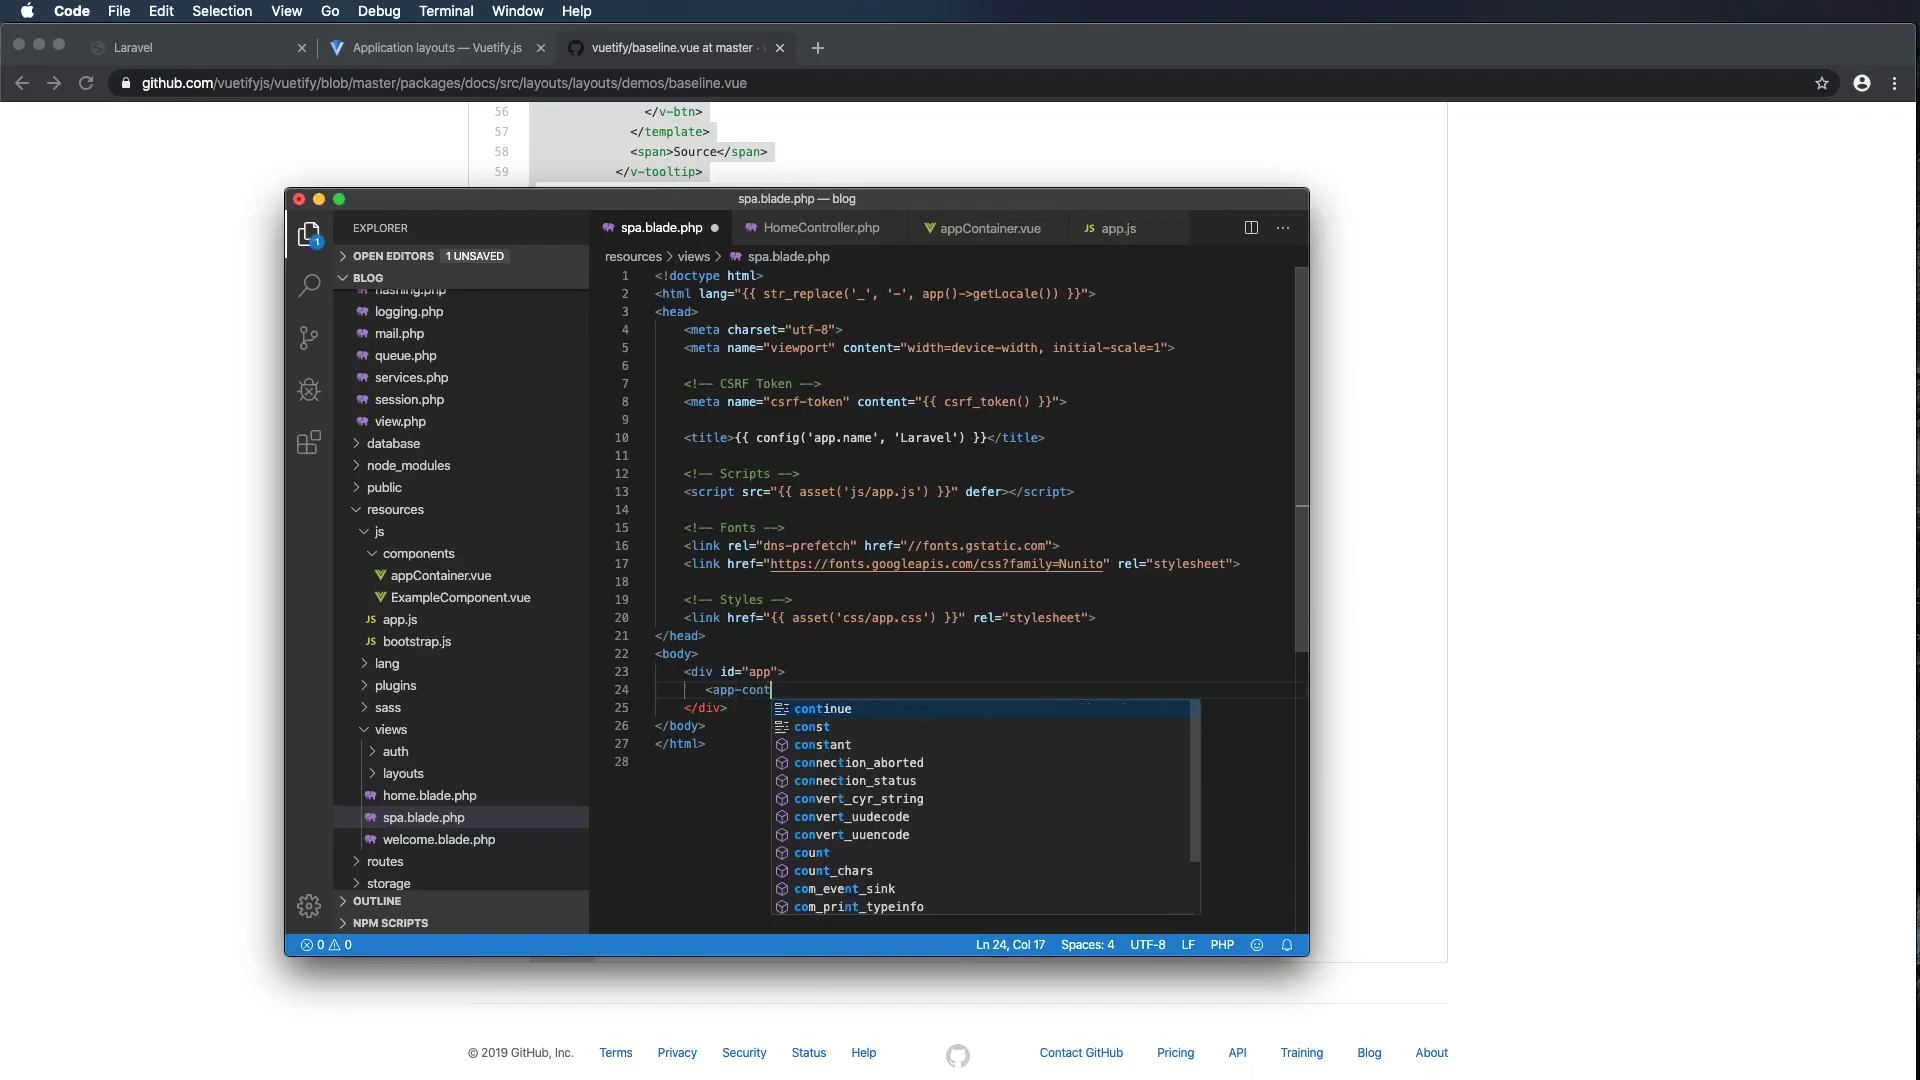 Code File Edit Selection View Go Debug Terminal Window Help
Laravel
Application layouts — Vuetify.js
vuetify/baseline.vue at master ·
github.com/vuetifyjs/vuetify/blob/master/packages/docs/src/layouts/layouts/demos/baseline.vue
56 </v-btn>
57 </template>
58 <span>Source</span>
59 </v-tooltip>
spa.blade.php — blog
EXPLORER
OPEN EDITORS 1 UNSAVED
BLOG
hashing.php
logging.php
mail.php
queue.php
services.php
session.php
view.php
database
node_modules
public
resources
js
components
appContainer.vue
ExampleComponent.vue
app.js
bootstrap.js
lang
plugins
sass
views
auth
layouts
home.blade.php
spa.blade.php
welcome.blade.php
routes
storage
OUTLINE
NPM SCRIPTS
1
spa.blade.php HomeController.php appContainer.vue JS app.js
resources > views > spa.blade.php
1 <!doctype html>
2 <html lang="{{ str_replace('_', '-', app()->getLocale()) }}">
3 <head>
4 <meta charset="utf-8">
5 <meta name="viewport" content="width=device-width, initial-scale=1">
6
7 <!-- CSRF Token -->
8 <meta name="csrf-token" content="{{ csrf_token() }}">
9
10 <title>{{ config('app.name', 'Laravel') }}</title>
11
12 <!-- Scripts -->
13 <script src="{{ asset('js/app.js') }}" defer></script>
14
15 <!-- Fonts -->
16 <link rel="dns-prefetch" href="//fonts.gstatic.com">
17 <link href="https://fonts.googleapis.com/css?family=Nunito" rel="stylesheet">
18
19 <!-- Styles -->
20 <link href="{{ asset('css/app.css') }}" rel="stylesheet">
21 </head>
22 <body>
23 <div id="app">
24 <app-cont
25 </div>
26 </body>
27 </html>
28
continue
const
constant
connection_aborted
connection_status
convert_cyr_string
convert_uudecode
convert_uuencode
count
count_chars
com_event_sink
com_print_typeinfo
0 0 Ln 24, Col 17 Spaces: 4 UTF-8 LF PHP
© 2019 GitHub, Inc. Terms Privacy Security Status Help Contact GitHub Pricing API Training Blog About